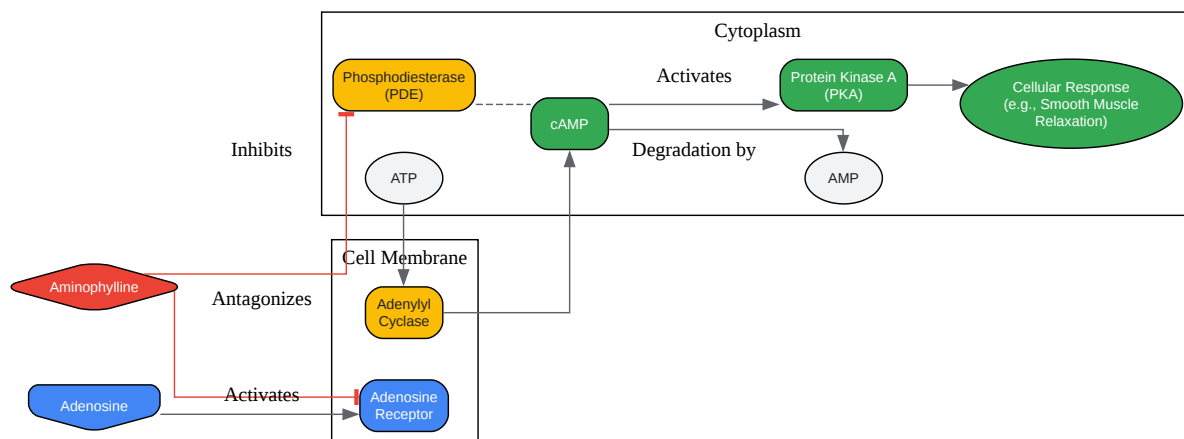 Cytoplasm
Phosphodiesterase
(PDE)
Activates
Protein Kinase A
(PKA)
Cellular Response
(e.g., Smooth Muscle
Relaxation)
cAMP
Inhibits
Degradation by
ATP
AMP
Cell Membrane
Aminophylline
Antagonizes
Adenylyl
Cyclase
Activates
Adenosine
Adenosine
Receptor